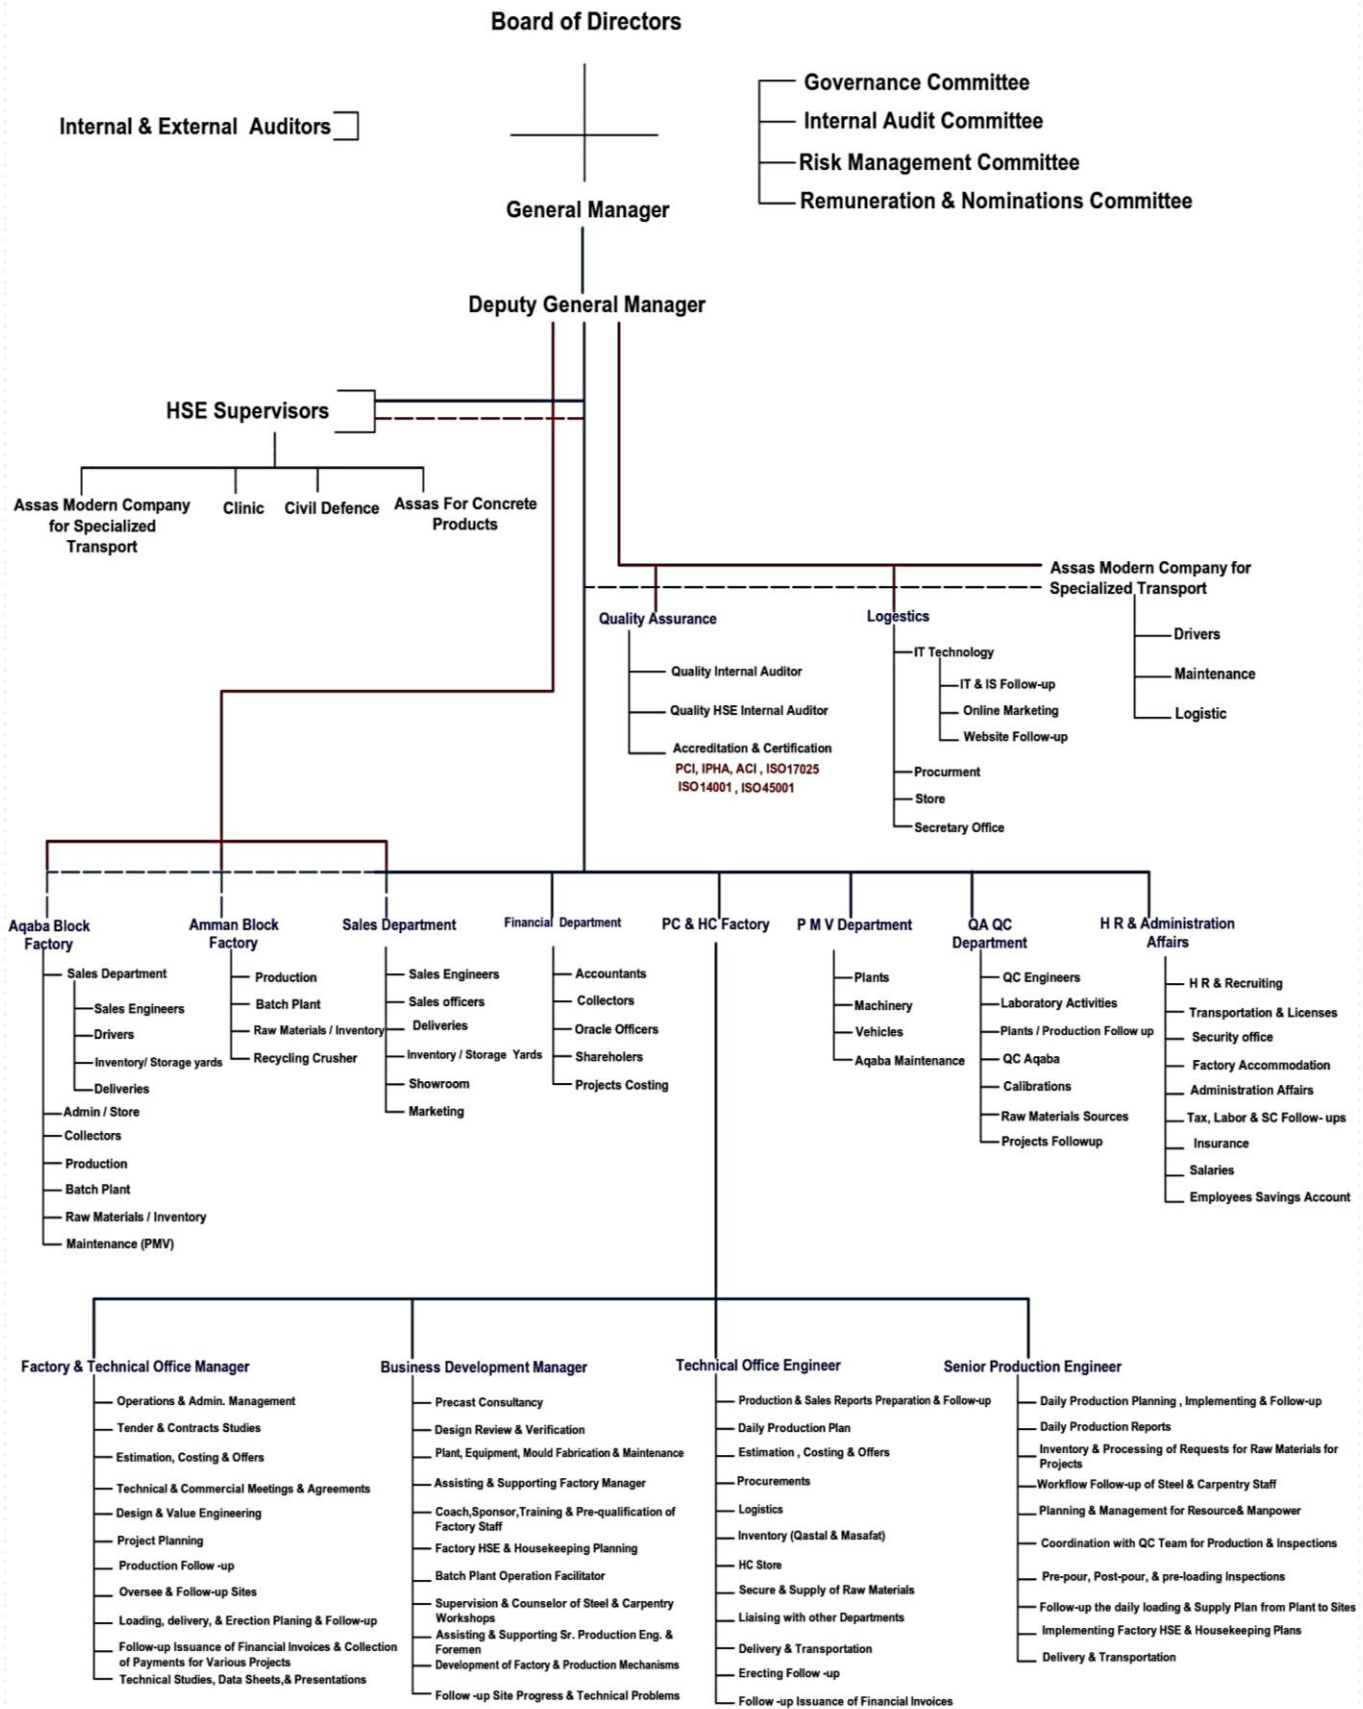 Board of Directors
Internal & External Auditors
Governance Committee
Internal Audit Committee
Risk Management Committee
Remuneration & Nominations Committee
General Manager
Deputy General Manager
HSE Supervisors
Assas Modern Company
for Specialized
Transport
Clinic
Civil Defence
Assas For Concrete
Products
Assas Modern Company for
Specialized Transport
Drivers
Maintenance
Logistic
Quality Assurance
Quality Internal Auditor
Quality HSE Internal Auditor
Accreditation & Certification
PCI, IPHA, ACI , ISO17025
ISO14001 , ISO45001
Logestics
IT Technology
IT & IS Follow-up
Online Marketing
Website Follow-up
Procurment
Store
Secretary Office
Aqaba Block
Factory
Sales Department
Sales Engineers
Drivers
Inventory/ Storage yards
Deliveries
Admin / Store
Collectors
Production
Batch Plant
Raw Materials / Inventory
Maintenance (PMV)
Amman Block
Factory
Production
Batch Plant
Raw Materials / Inventory
Recycling Crusher
Sales Department
Sales Engineers
Sales officers
Deliveries
Inventory / Storage Yards
Showroom
Marketing
Financial Department
Accountants
Collectors
Oracle Officers
Shareholers
Projects Costing
PC & HC Factory
P M V Department
Plants
Machinery
Vehicles
Aqaba Maintenance
QA QC
Department
QC Engineers
Laboratory Activities
Plants / Production Follow up
QC Aqaba
Calibrations
Raw Materials Sources
Projects Followup
H R & Administration
Affairs
H R & Recruiting
Transportation & Licenses
Security office
Factory Accommodation
Administration Affairs
Tax, Labor & SC Follow- ups
Insurance
Salaries
Employees Savings Account
Factory & Technical Office Manager
Operations & Admin. Management
Tender & Contracts Studies
Estimation, Costing & Offers
Technical & Commercial Meetings & Agreements
Design & Value Engineering
Project Planning
Production Follow -up
Oversee & Follow-up Sites
Loading, delivery, & Erection Planing & Follow-up
Follow-up Issuance of Financial Invoices & Collection
of Payments for Various Projects
Technical Studies, Data Sheets,& Presentations
Business Development Manager
Precast Consultancy
Design Review & Verification
Plant, Equipment, Mould Fabrication & Maintenance
Assisting & Supporting Factory Manager
Coach,Sponsor,Training & Pre-qualification of
Factory Staff
Factory HSE & Housekeeping Planning
Batch Plant Operation Facilitator
Supervision & Counselor of Steel & Carpentry
Workshops
Assisting & Supporting Sr. Production Eng. &
Foremen
Development of Factory & Production Mechanisms
Follow -up Site Progress & Technical Problems
Technical Office Engineer
Production & Sales Reports Preparation & Follow-up
Daily Production Plan
Estimation , Costing & Offers
Procurements
Logistics
Inventory (Qastal & Masafat)
HC Store
Secure & Supply of Raw Materials
Liaising with other Departments
Delivery & Transportation
Erecting Follow -up
Follow -up Issuance of Financial Invoices
Senior Production Engineer
Daily Production Planning , Implementing & Follow-up
Daily Production Reports
Inventory & Processing of Requests for Raw Materials for
Projects
Workflow Follow-up of Steel & Carpentry Staff
Planning & Management for Resource& Manpower
Coordination with QC Team for Production & Inspections
Pre-pour, Post-pour, & pre-loading Inspections
Follow-up the daily loading & Supply Plan from Plant to Sites
Implementing Factory HSE & Housekeeping Plans
Delivery & Transportation